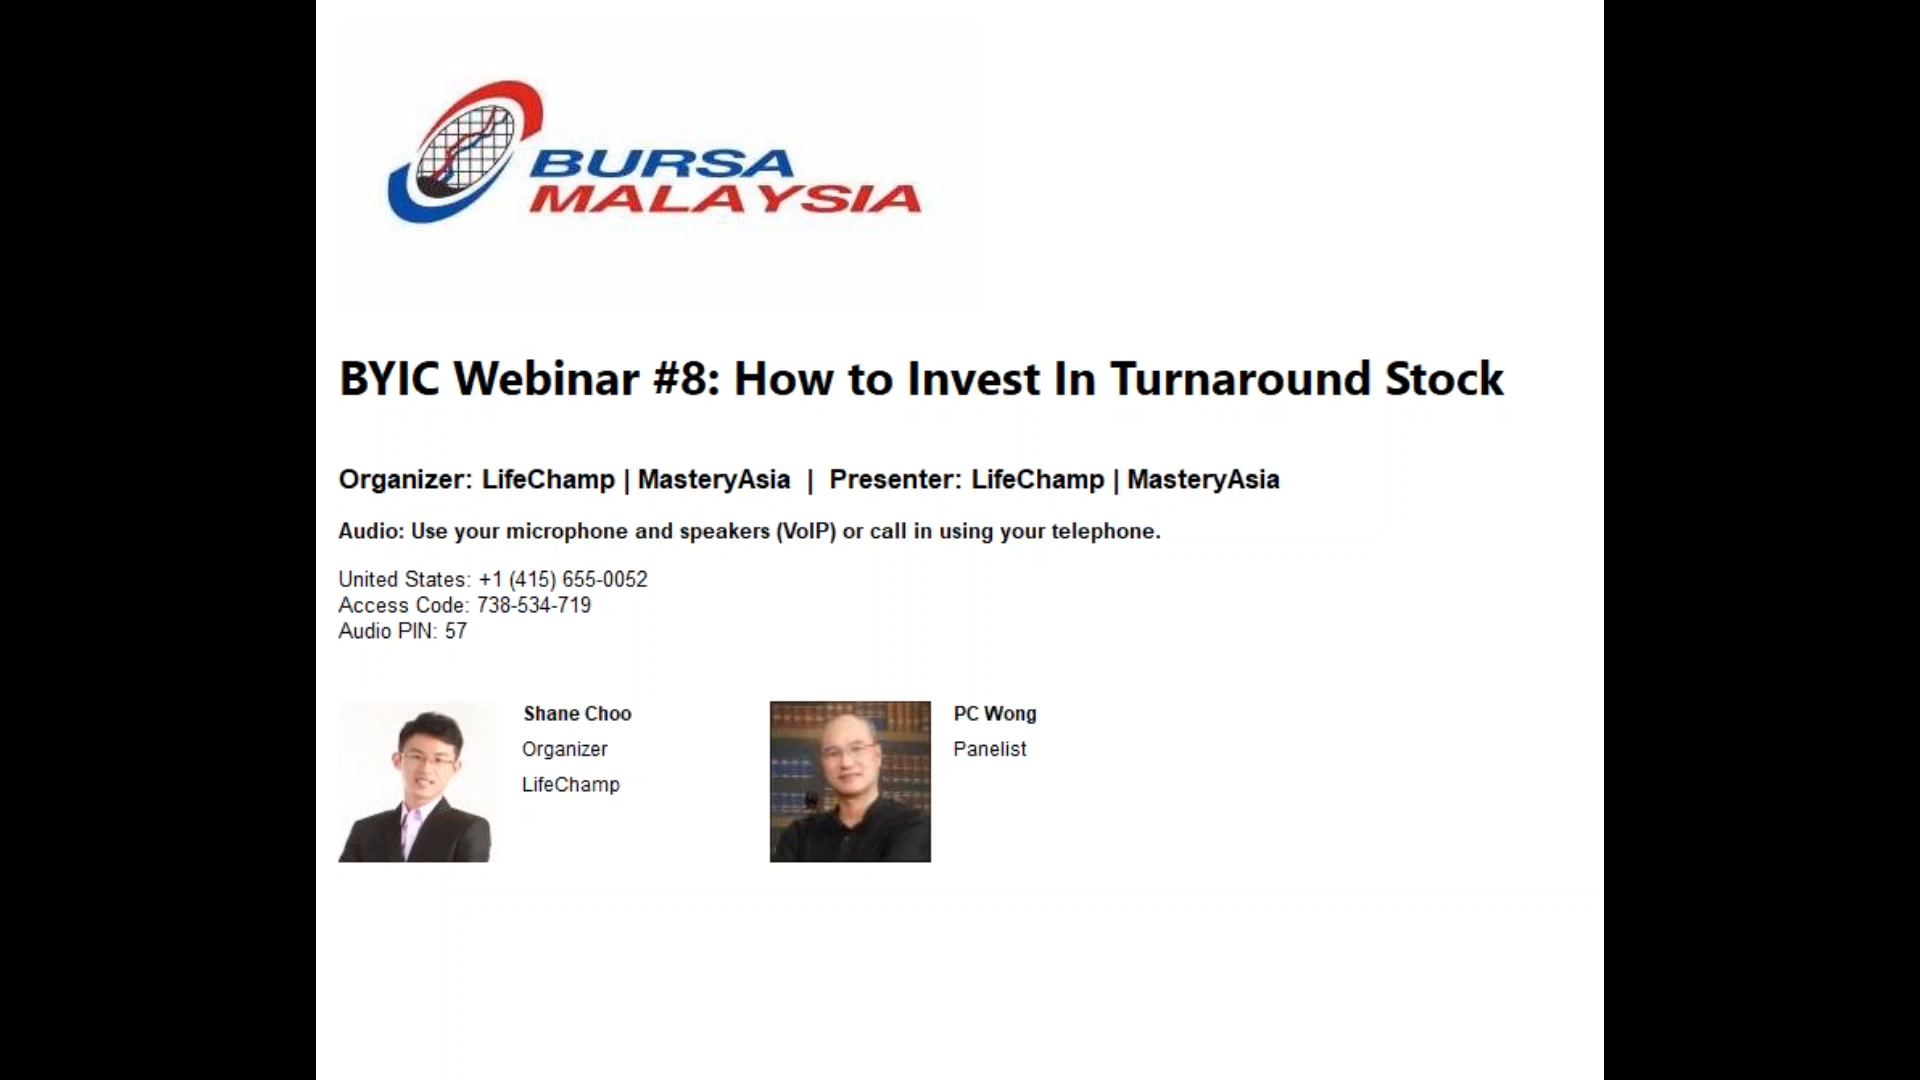 BURSA
MALAYSIA
BYIC Webinar #8: How to Invest In Turnaround Stock
Organizer: LifeChamp | MasteryAsia | Presenter: LifeChamp | MasteryAsia
Audio: Use your microphone and speakers (VoIP) or call in using your telephone.
United States: +1 (415) 655-0052
Access Code: 738-534-719
Audio PIN: 57
Shane Choo
Organizer
LifeChamp
PC Wong
Panelist